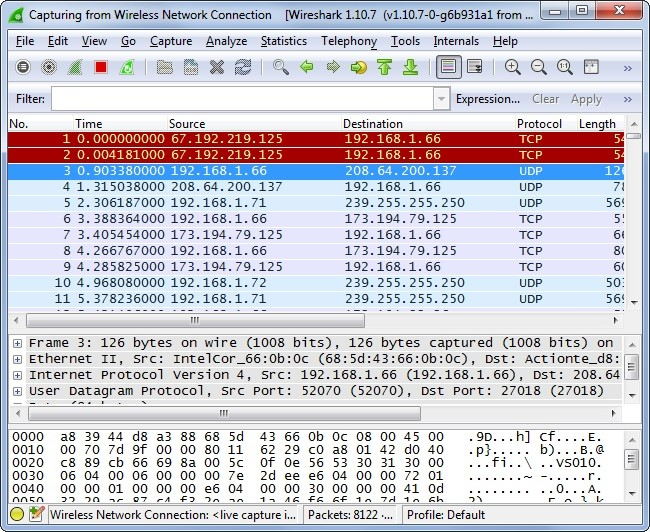 Capturing from Wireless Network Connection [Wireshark 1.10.7 (v1.10.7-0-g6b931a1 from ...
File Edit View Go Capture Analyze Statistics Telephony Tools Internals Help
Filter: Expression... Clear Apply
No. Time Source Destination Protocol Length
1 0.000000000 67.192.219.125 192.168.1.66 TCP 54
2 0.004181000 67.192.219.125 192.168.1.66 TCP 54
3 0.903380000 192.168.1.66 208.64.200.137 UDP 126
4 1.315038000 208.64.200.137 192.168.1.66 UDP 78
5 2.306187000 192.168.1.71 239.255.255.250 UDP 569
6 3.388364000 192.168.1.66 173.194.79.125 TCP 55
7 3.405454000 173.194.79.125 192.168.1.66 TCP 66
8 4.266767000 173.194.79.125 192.168.1.66 TCP 80
9 4.285825000 192.168.1.66 173.194.79.125 TCP 60
10 4.968080000 192.168.1.72 239.255.255.250 UDP 503
11 5.378236000 192.168.1.71 239.255.255.250 UDP 569
Frame 3: 126 bytes on wire (1008 bits), 126 bytes captured (1008 bits) on
Ethernet II, Src: IntelCor_66:0b:0c (68:5d:43:66:0b:0c), Dst: Actionte_d8:
Internet Protocol Version 4, Src: 192.168.1.66 (192.168.1.66), Dst: 208.64
User Datagram Protocol, Src Port: 52070 (52070), Dst Port: 27018 (27018)
0000 a8 39 44 d8 a3 88 68 5d 43 66 0b 0c 08 00 45 00 .9D...h] Cf....E.
0010 00 70 7d 9f 00 00 80 11 62 29 c0 a8 01 42 d0 40 .p}..... b)...B.@
0020 c8 89 cb 66 69 8a 00 5c 0f 0e 56 53 30 31 30 00 ...fi..\ ..VS010.
0030 06 04 00 06 00 00 00 7e 2d ee e6 04 00 00 72 01 .......~ -.....r.
0040 00 00 01 00 00 00 e6 04 00 00 30 00 00 00 41 0d ........ ..0...A.
Wireless Network Connection: <live capture i... Packets: 8122 · ... Profile: Default